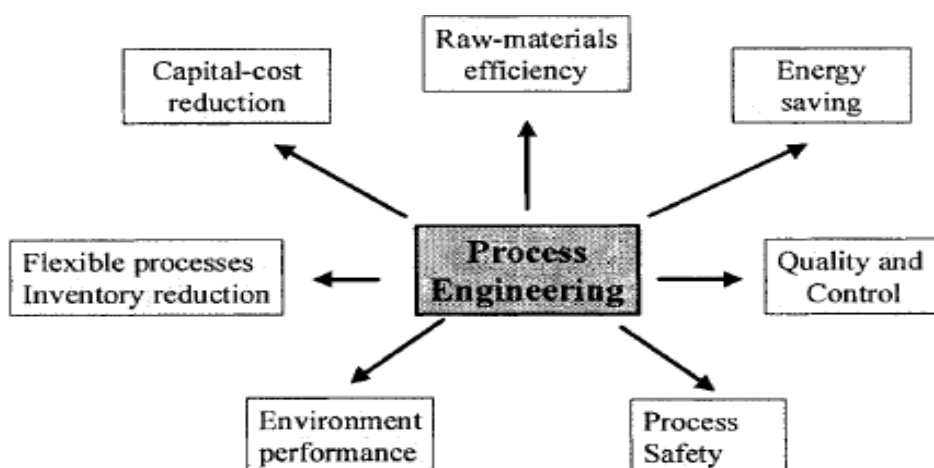 Raw-materials
efficiency
Capital-cost
reduction
Energy
saving
Process
Engineering
Flexible processes
Inventory reduction
Quality and
Control
Environment
performance
Process
Safety